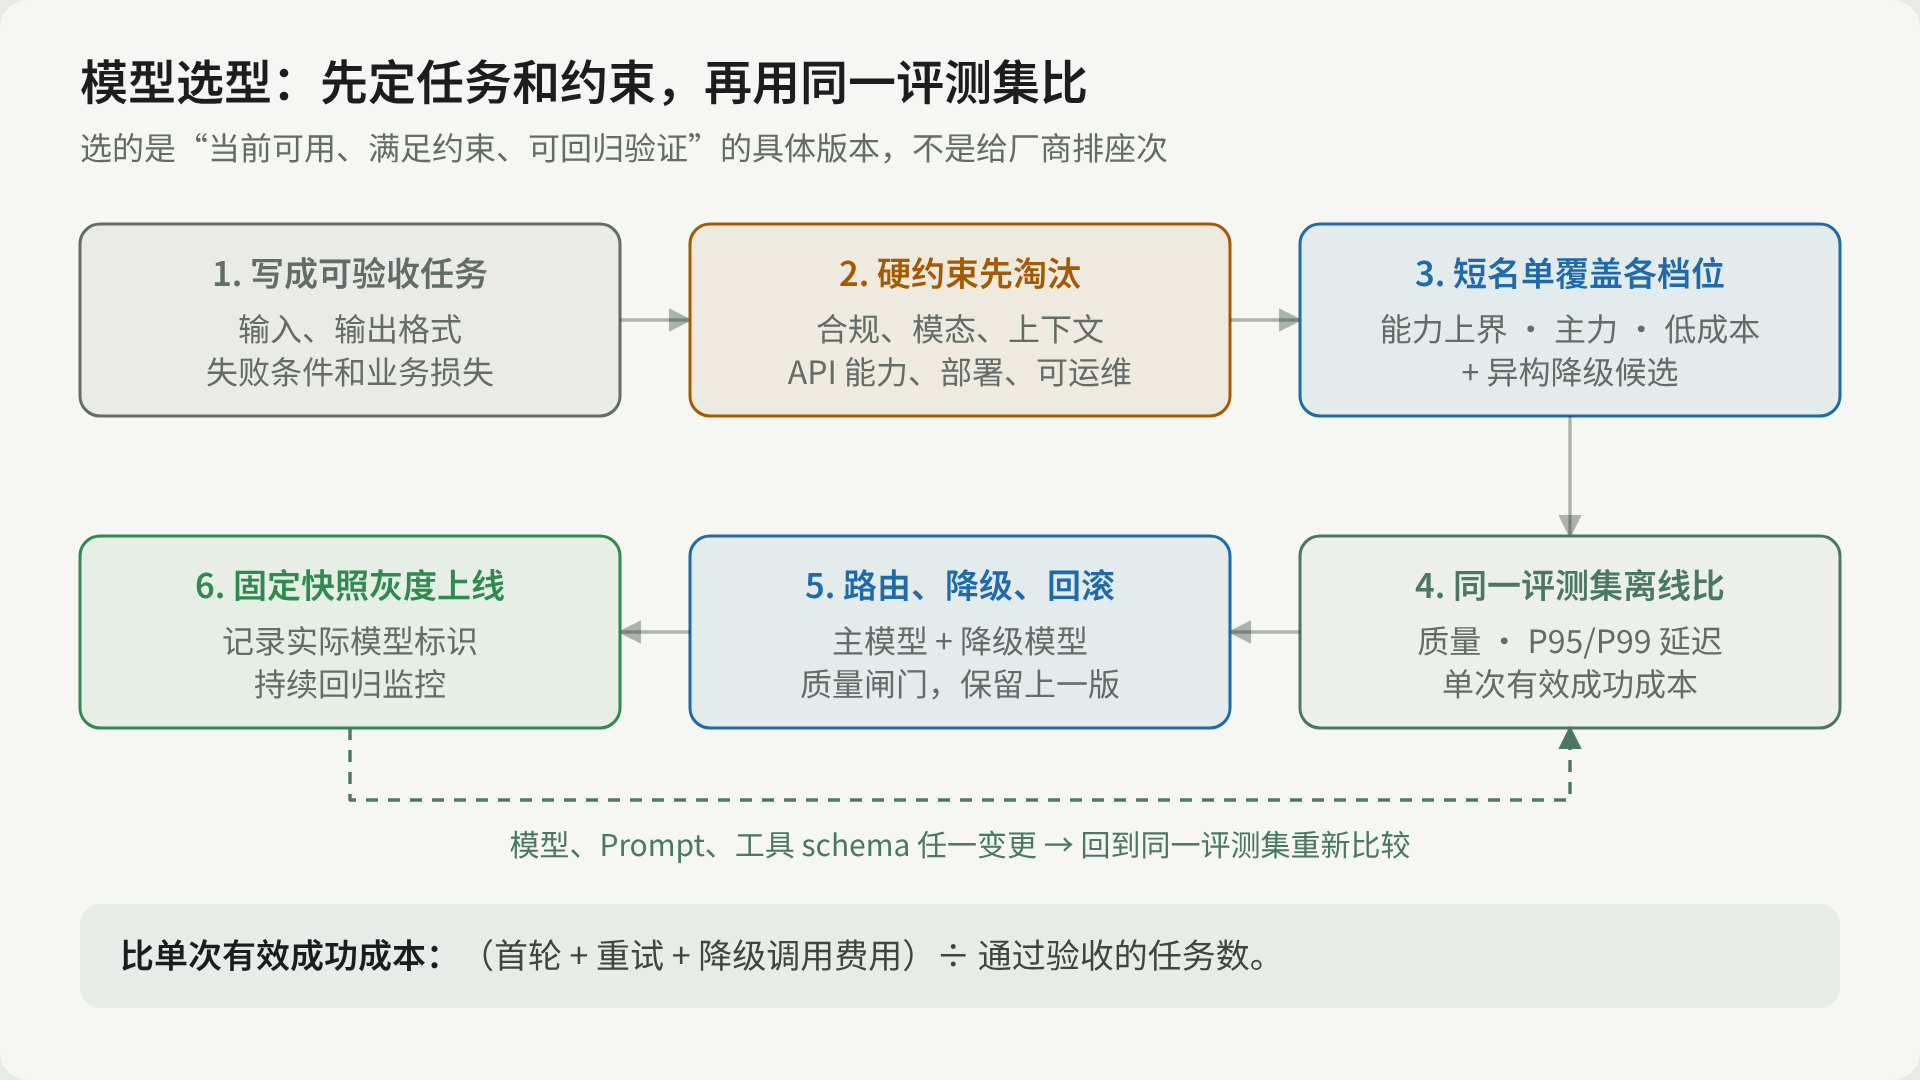 模型选型：先定任务和约束，再用同一评测集比
选的是“当前可用、满足约束、可回归验证”的具体版本，不是给厂商排座次
1. 写成可验收任务
输入、输出格式
失败条件和业务损失
2. 硬约束先淘汰
合规、模态、上下文
API 能力、部署、可运维
3. 短名单覆盖各档位
能力上界 · 主力 · 低成本
+ 异构降级候选
4. 同一评测集离线比
质量 · P95/P99 延迟
单次有效成功成本
5. 路由、降级、回滚
主模型 + 降级模型
质量闸门，保留上一版
6. 固定快照灰度上线
记录实际模型标识
持续回归监控
模型、Prompt、工具 schema 任一变更 → 回到同一评测集重新比较
比单次有效成功成本：（首轮 + 重试 + 降级调用费用）÷ 通过验收的任务数。